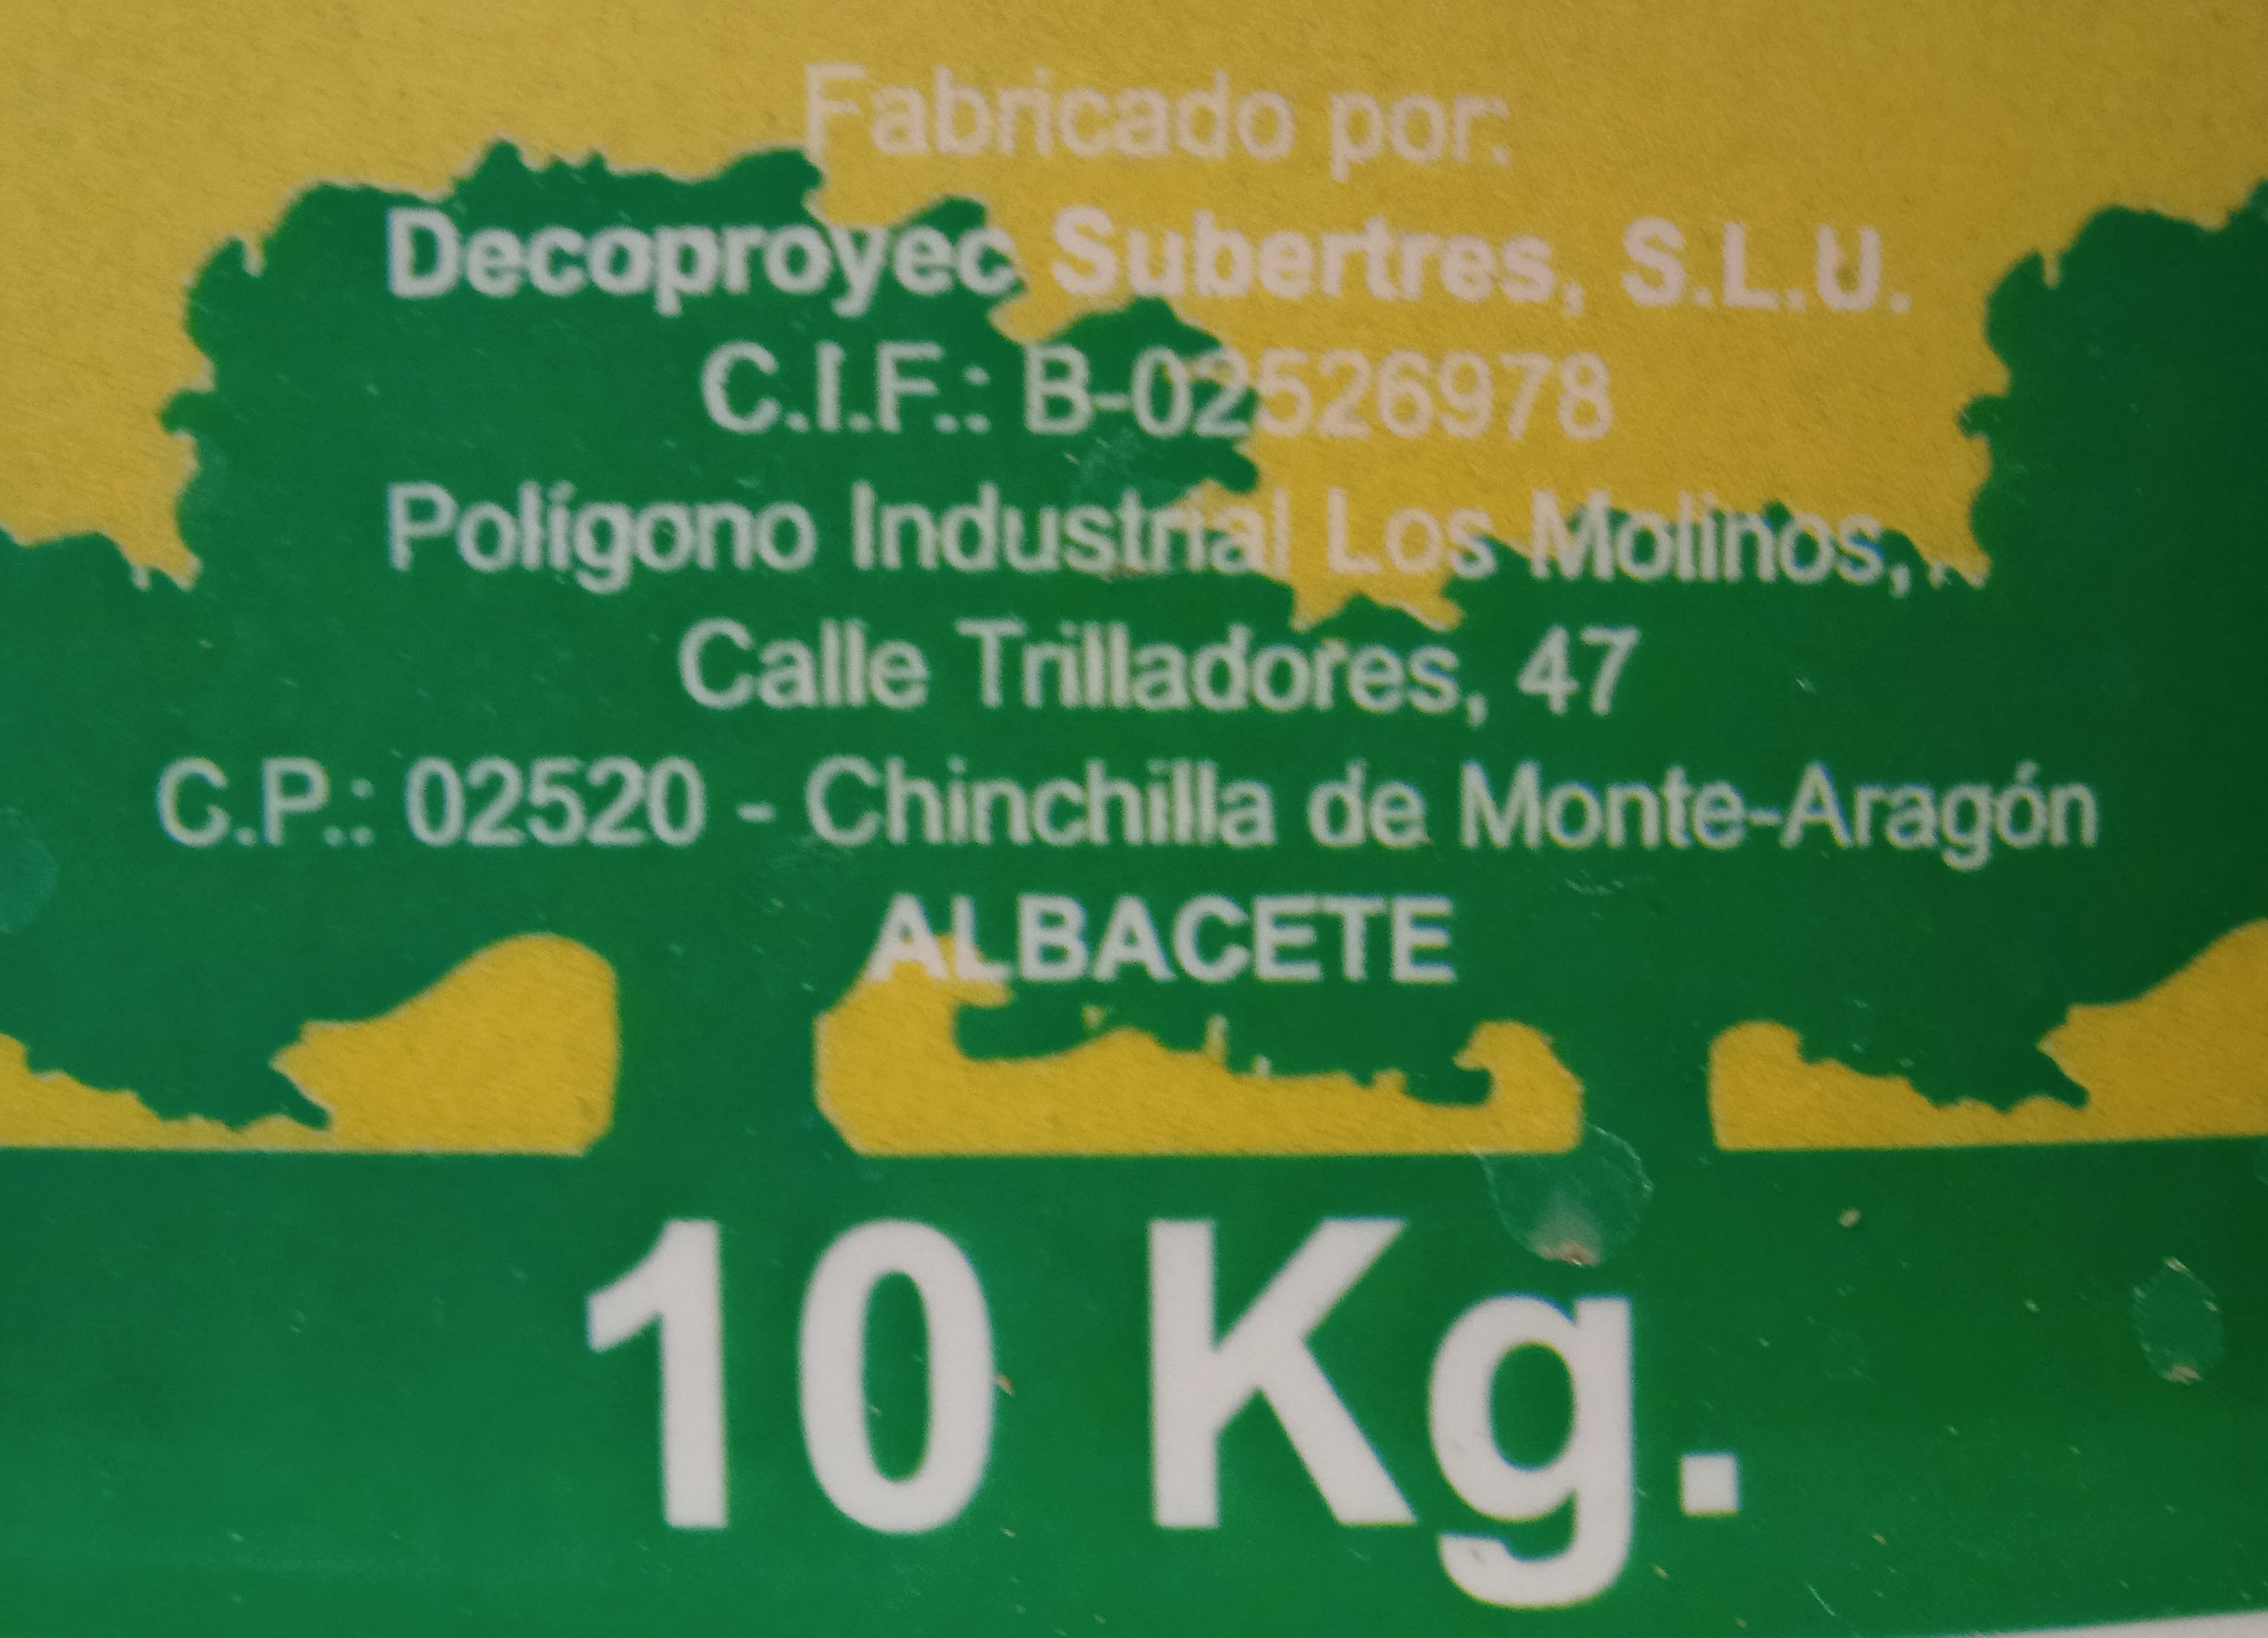 Fabricado por:
Decoproyec Subertres, S.L.U.
C.I.F.: B-02526978
Polígono Industrial Los Molinos,
Calle Trilladores, 47
C.P.: 02520 - Chinchilla de Monte-Aragón
ALBACETE
10 Kg.